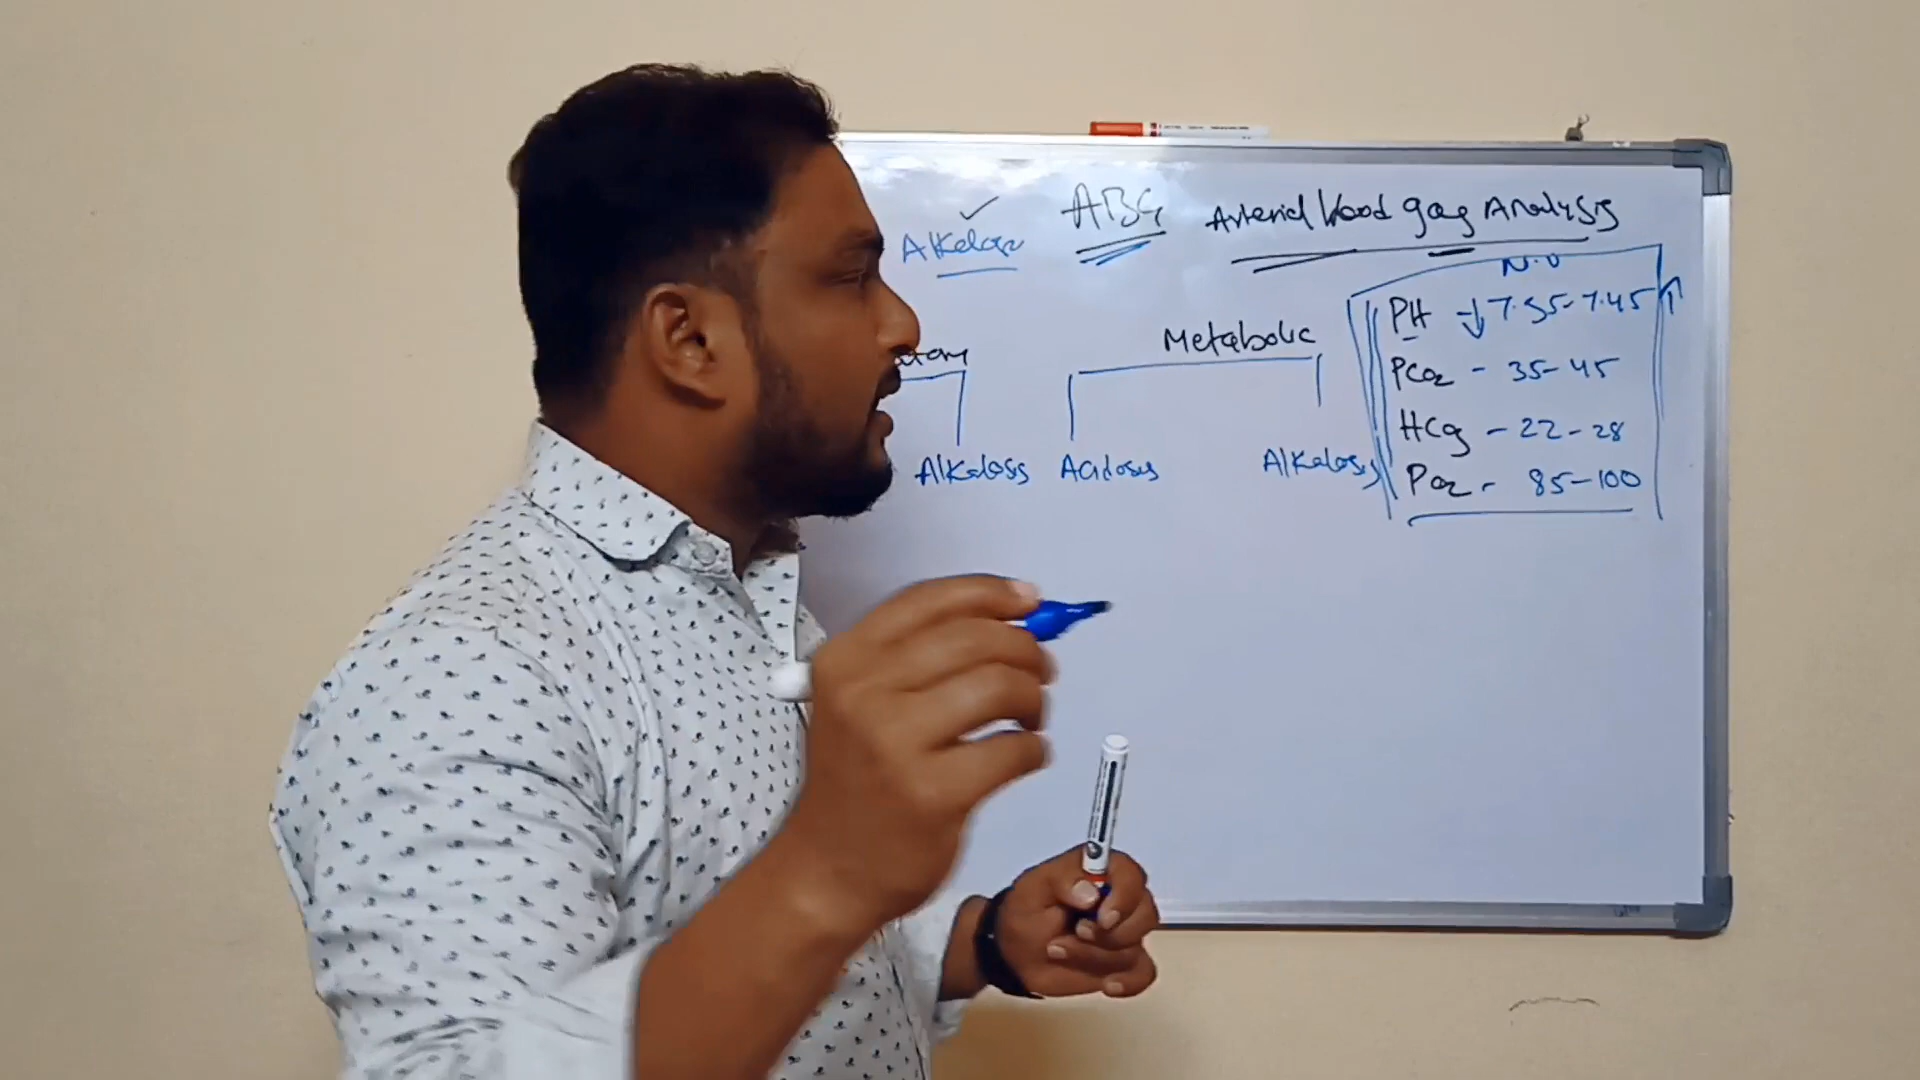 ABG Arterial blood gas Analysis
Alkalosis
N.V
PH - ↓ 7.35-7.45 ↑
Metabolic
PCO2 - 35-45
HCO3 - 22-28
Alkalosis Acidosis Alkalosis
PO2 - 85-100